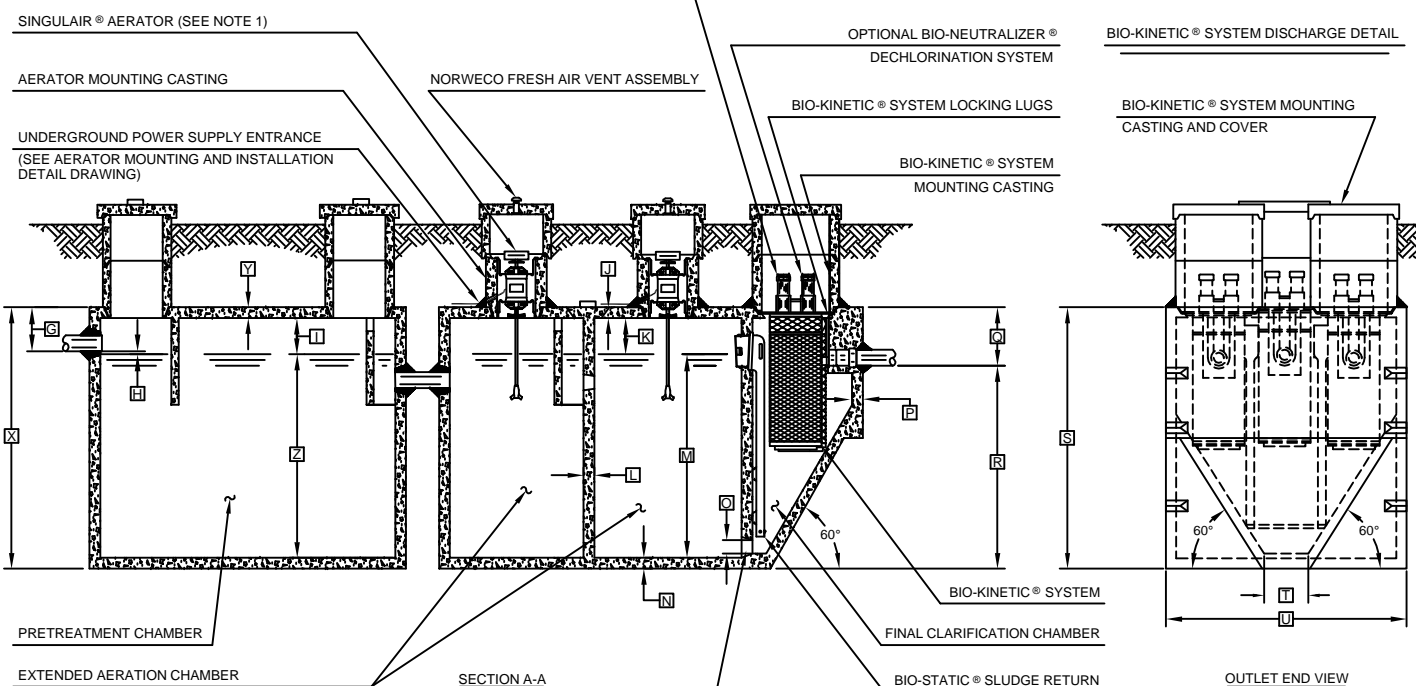 SINGULAIR ® AERATOR (SEE NOTE 1)
AERATOR MOUNTING CASTING
UNDERGROUND POWER SUPPLY ENTRANCE
(SEE AERATOR MOUNTING AND INSTALLATION
DETAIL DRAWING)
NORWECO FRESH AIR VENT ASSEMBLY
OPTIONAL BIO-NEUTRALIZER ®
DECHLORINATION SYSTEM
BIO-KINETIC ® SYSTEM LOCKING LUGS
BIO-KINETIC ® SYSTEM
MOUNTING CASTING
BIO-KINETIC ® SYSTEM DISCHARGE DETAIL
BIO-KINETIC ® SYSTEM MOUNTING
CASTING AND COVER
Y
J
G
I
K
Q
H
P
X
Z
M
S
L
R
O
60°
60°
60°
N
T
U
BIO-KINETIC ® SYSTEM
PRETREATMENT CHAMBER
FINAL CLARIFICATION CHAMBER
EXTENDED AERATION CHAMBER
SECTION A-A
BIO-STATIC ® SLUDGE RETURN
OUTLET END VIEW